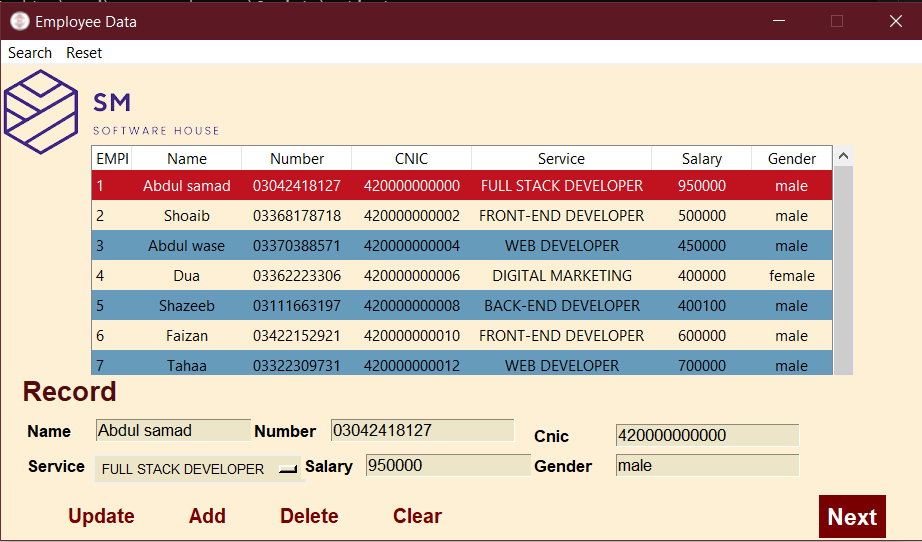 Employee Data
Search Reset
SM
SOFTWARE HOUSE
EMPI Name Number CNIC Service Salary Gender
1 Abdul samad 03042418127 420000000000 FULL STACK DEVELOPER 950000 male
2 Shoaib 03368178718 420000000002 FRONT-END DEVELOPER 500000 male
3 Abdul wase 03370388571 420000000004 WEB DEVELOPER 450000 male
4 Dua 03362223306 420000000006 DIGITAL MARKETING 400000 female
5 Shazeeb 03111663197 420000000008 BACK-END DEVELOPER 400100 male
6 Faizan 03422152921 420000000010 FRONT-END DEVELOPER 600000 male
7 Tahaa 03322309731 420000000012 WEB DEVELOPER 700000 male
Record
Name Abdul samad Number 03042418127 Cnic 420000000000
Service FULL STACK DEVELOPER Salary 950000 Gender male
Update Add Delete Clear Next